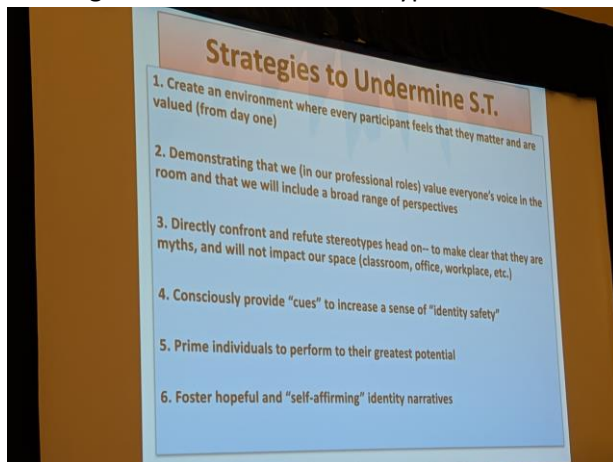 Strategies to Undermine S.T.
1. Create an environment where every participant feels that they matter and are
valued (from day one)
2. Demonstrating that we (in our professional roles) value everyone's voice in the
room and that we will include a broad range of perspectives
3. Directly confront and refute stereotypes head on-- to make clear that they are
myths, and will not impact our space (classroom, office, workplace, etc.)
4. Consciously provide "cues" to increase a sense of "identity safety"
5. Prime individuals to perform to their greatest potential
6. Foster hopeful and "self-affirming" identity narratives